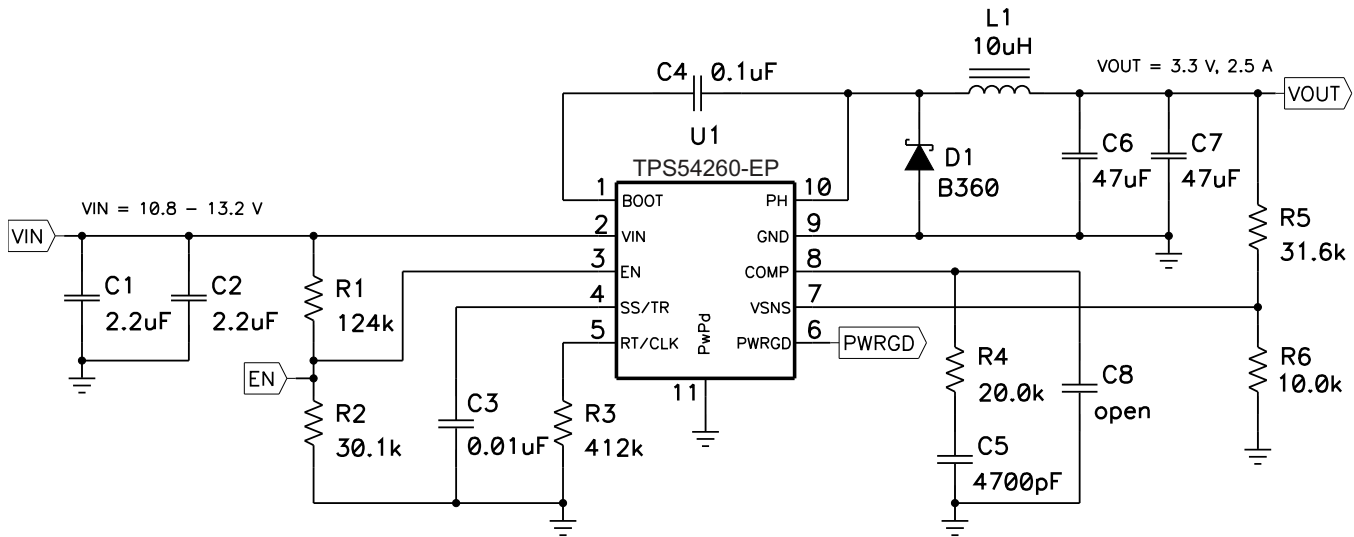 L1
10uH
VOUT = 3.3 V, 2.5 A
C4 0.1uF
VOUT
U1
TPS54260-EP
C6
47uF
C7
47uF
D1
B360
1 BOOT
PH 10
VIN = 10.8 - 13.2 V
VIN
2 VIN
GND 9
R5
31.6k
3 EN
COMP 8
C1
2.2uF
C2
2.2uF
R1
124k
4 SS/TR
VSNS 7
5 RT/CLK
PwPd
PWRGD 6
PWRGD
EN
11
R4
20.0k
C8
open
R6
10.0k
R2
30.1k
C3
0.01uF
R3
412k
C5
4700pF